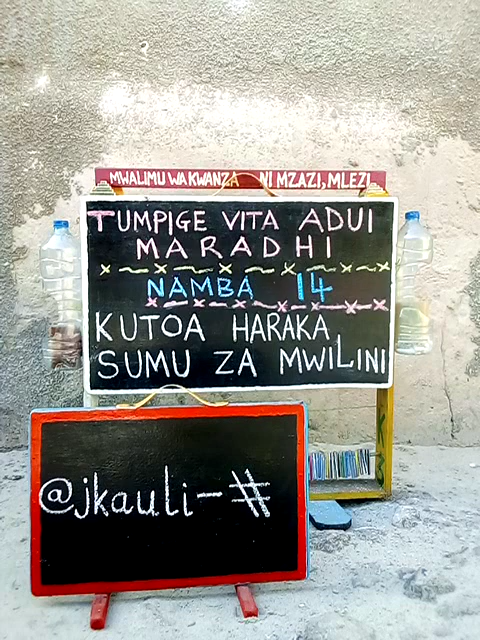 MWALIMU WA KWANZA NI MZAZI, MLEZI
TUMPIGE VITA ADUI
MARADHI
NAMBA 14
KUTOA HARAKA
SUMU ZA MWILINI
@jkauli-#